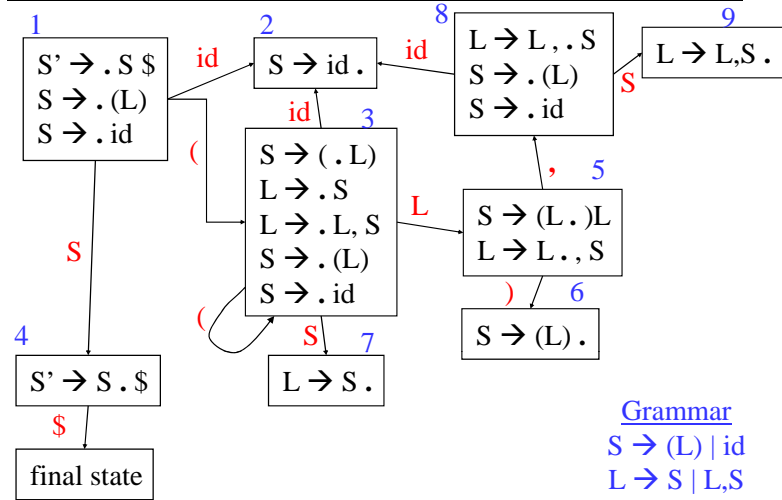 1
S' → . S $
S → . (L)
S → . id
id
2
S → id .
id
8
L → L , . S
S → . (L)
S → . id
9
L → L,S .
S
id
3
(
S → ( . L)
L → . S
L → . L, S
S → . (L)
S → . id
L
,
5
S → (L . )L
L → L . , S
S
(
)
6
S → (L) .
4
S' → S . $
S
7
L → S .
$
final state
Grammar
S → (L) | id
L → S | L,S